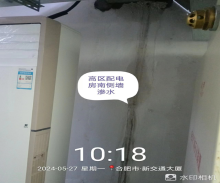 高区配电
房南侧墙
渗水
10:18
2024-05-27 星期一 合肥市·新交通大厦
水印相机